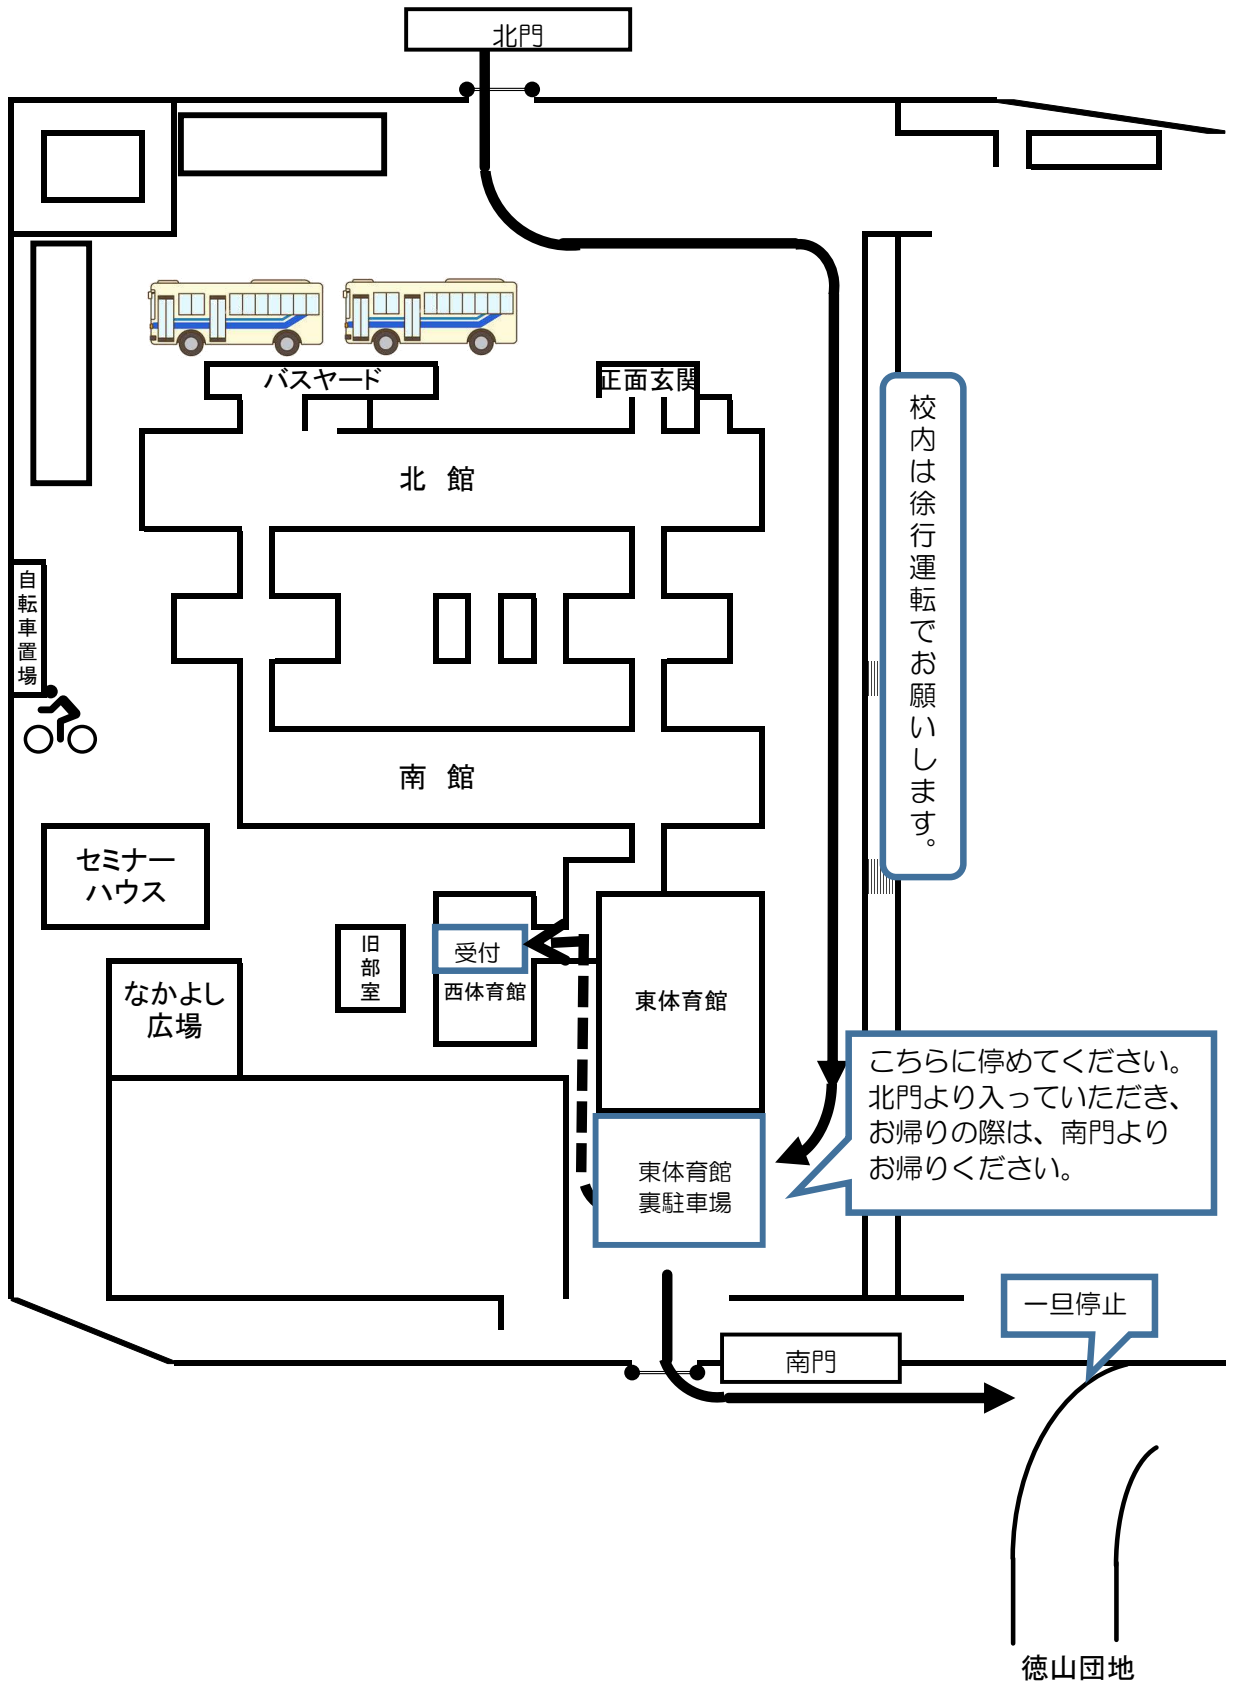 北門
バスヤード
正面玄関
北 館
校内は徐行運転でお願いします。
自転車置場
南 館
セミナー
ハウス
旧部室
受付
西体育館
東体育館
なかよし
広場
こちらに停めてください。
北門より入っていただき、
お帰りの際は、南門より
お帰りください。
東体育館
裏駐車場
一旦停止
南門
徳山団地